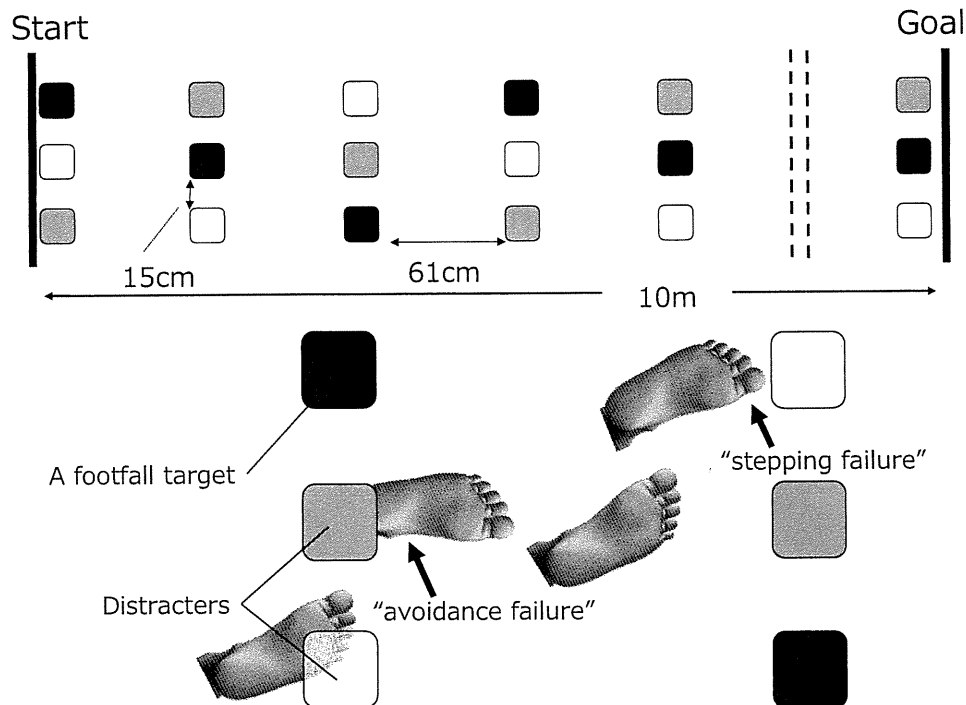 Start
Goal
15cm
61cm
10m
A footfall target
“stepping failure”
Distracters
“avoidance failure”